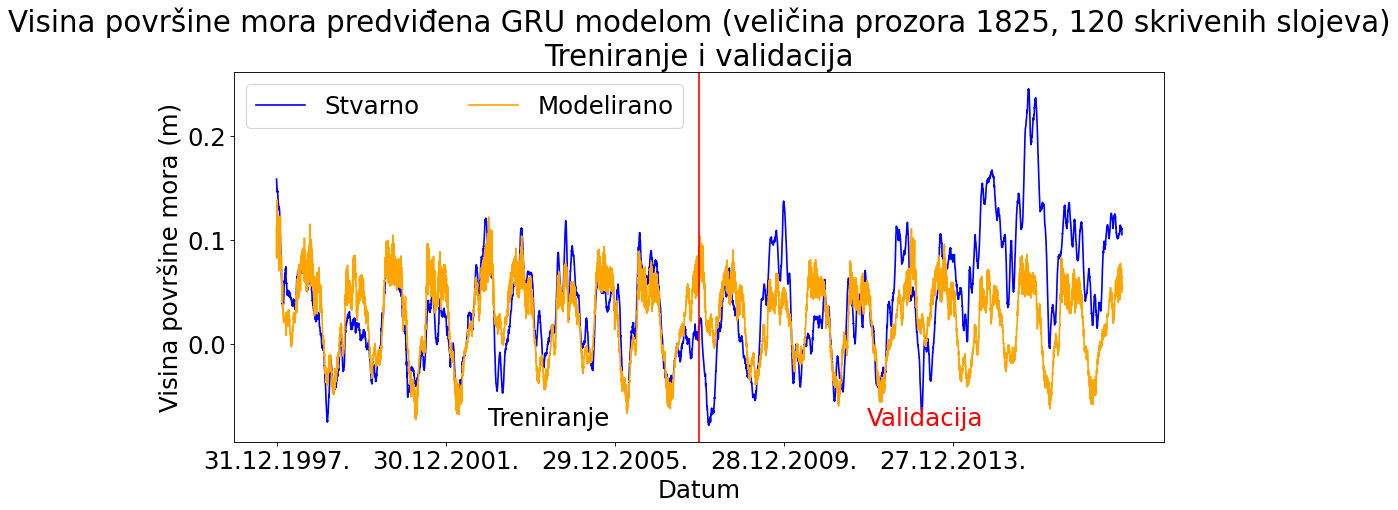 Visina površine mora predviđena GRU modelom (veličina prozora 1825, 120 skrivenih slojeva)
Treniranje i validacija
Stvarno
Modelirano
Visina površine mora (m)
0.2
0.1
0.0
Treniranje
Validacija
31.12.1997.
30.12.2001.
29.12.2005.
28.12.2009.
27.12.2013.
Datum